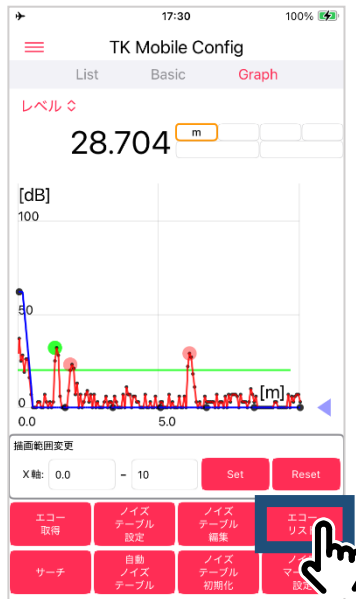 17:30
100%
TK Mobile Config
List Basic Graph
レベル
28.704 m
[dB]
100
50
0
[m]
0.0 5.0
描画範囲変更
X軸: 0.0 - 10 Set Reset
エコー
取得
ノイズ
テーブル
設定
ノイズ
テーブル
編集
エコー
リス
サーチ
自動
ノイズ
テーブル
ノイズ
テーブル
初期化
ノイ
マー
設定